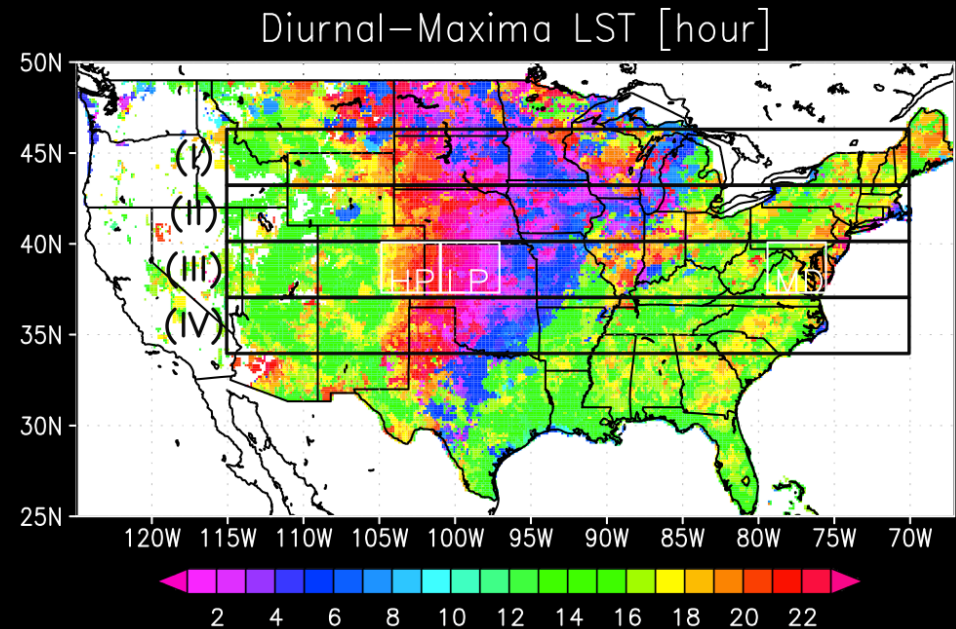 Diurnal-Maxima LST [hour]
50N
45N
40N
35N
30N
25N
(I)
(II)
(III)
(IV)
HP LP MD
120W 115W 110W 105W 100W 95W 90W 85W 80W 75W 70W
2 4 6 8 10 12 14 16 18 20 22